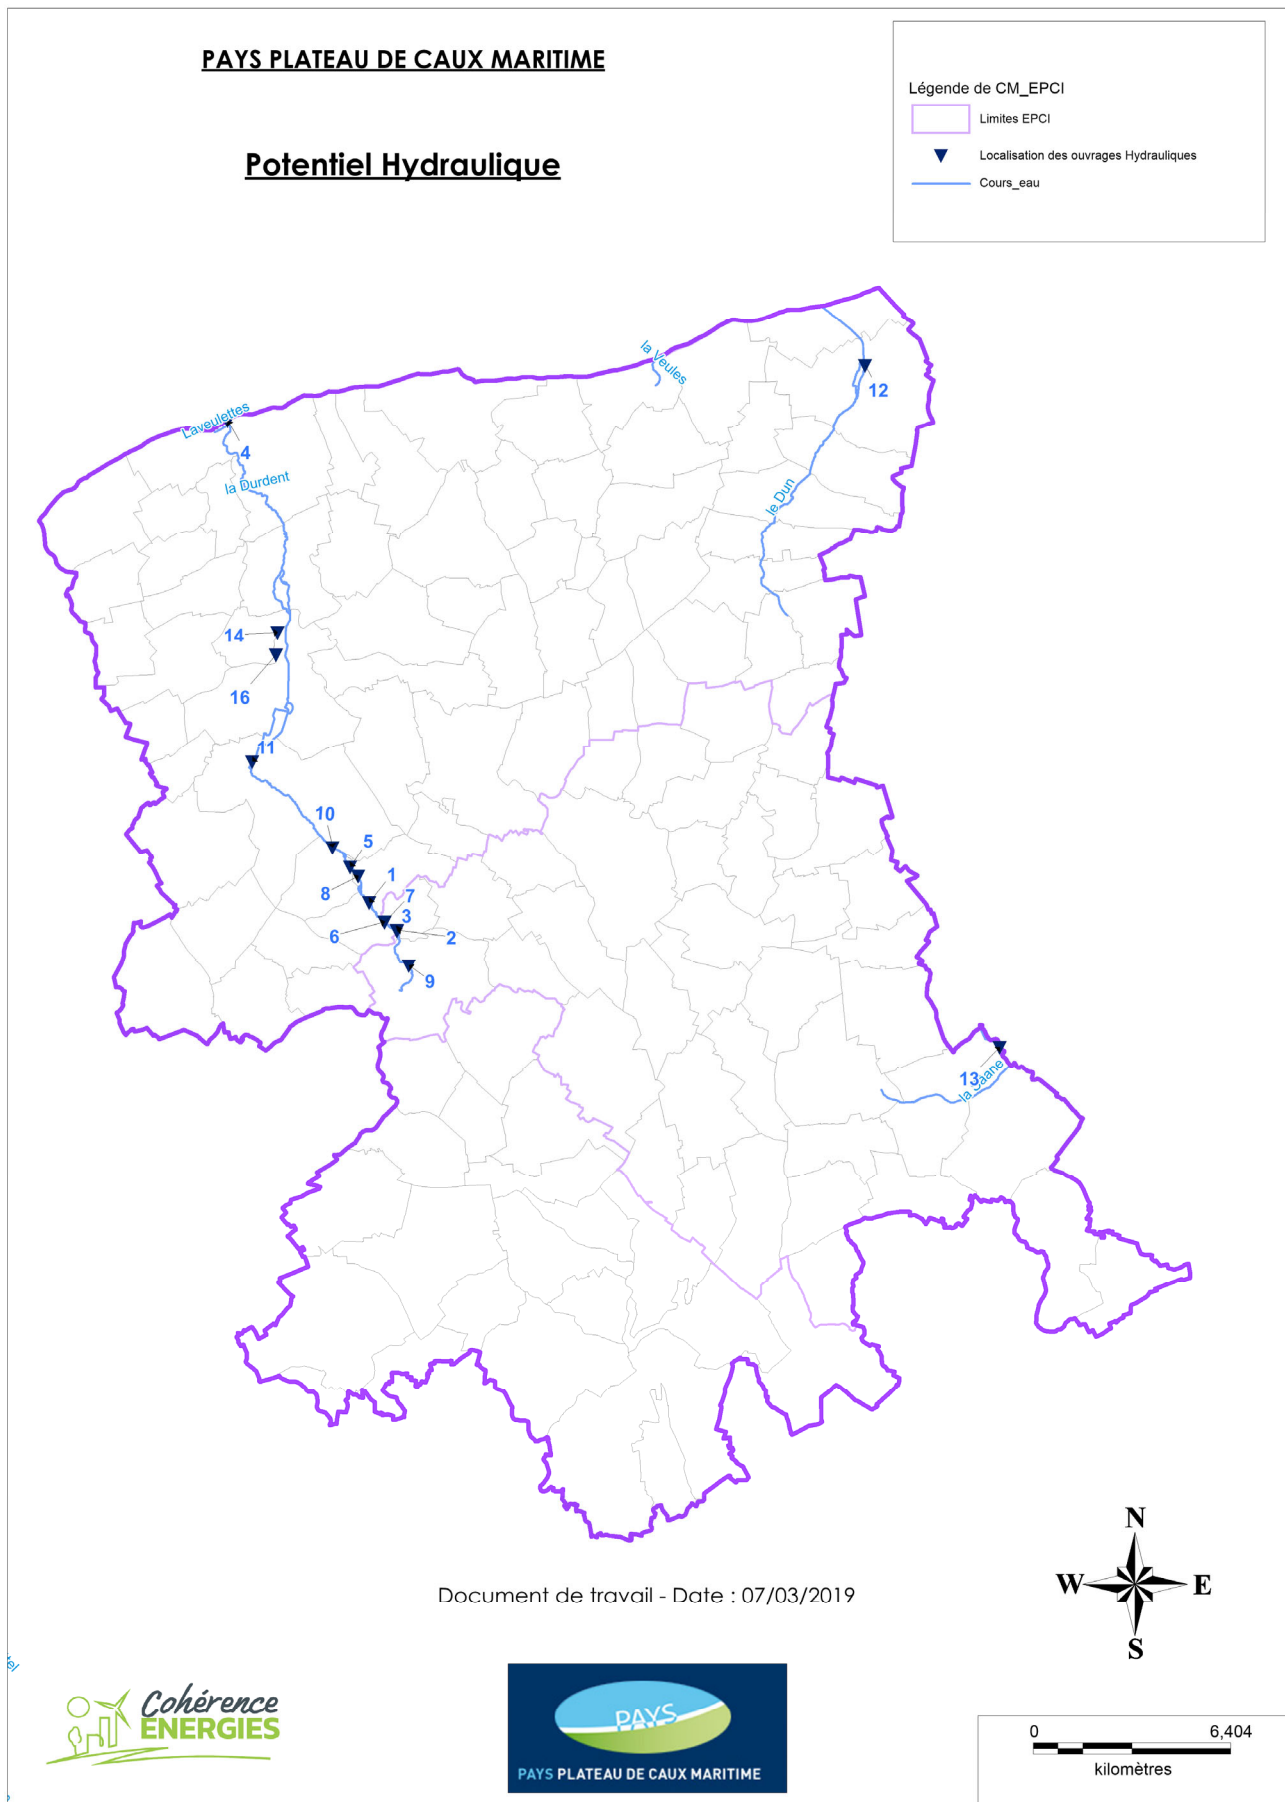 PAYS PLATEAU DE CAUX MARITIME
Potentiel Hydraulique
Légende de CM_EPCI
Limites EPCI
Localisation des ouvrages Hydrauliques
Cours_eau
la Veules
12
Laveulettes
4
la Durdent
le Dun
14
16
11
10
5
8
1
7
3
6
2
9
13
la Saane
Document de travail - Date : 07/03/2019
N
W
E
S
Cohérence
ENERGIES
PAYS
PAYS PLATEAU DE CAUX MARITIME
0
6,404
kilomètres